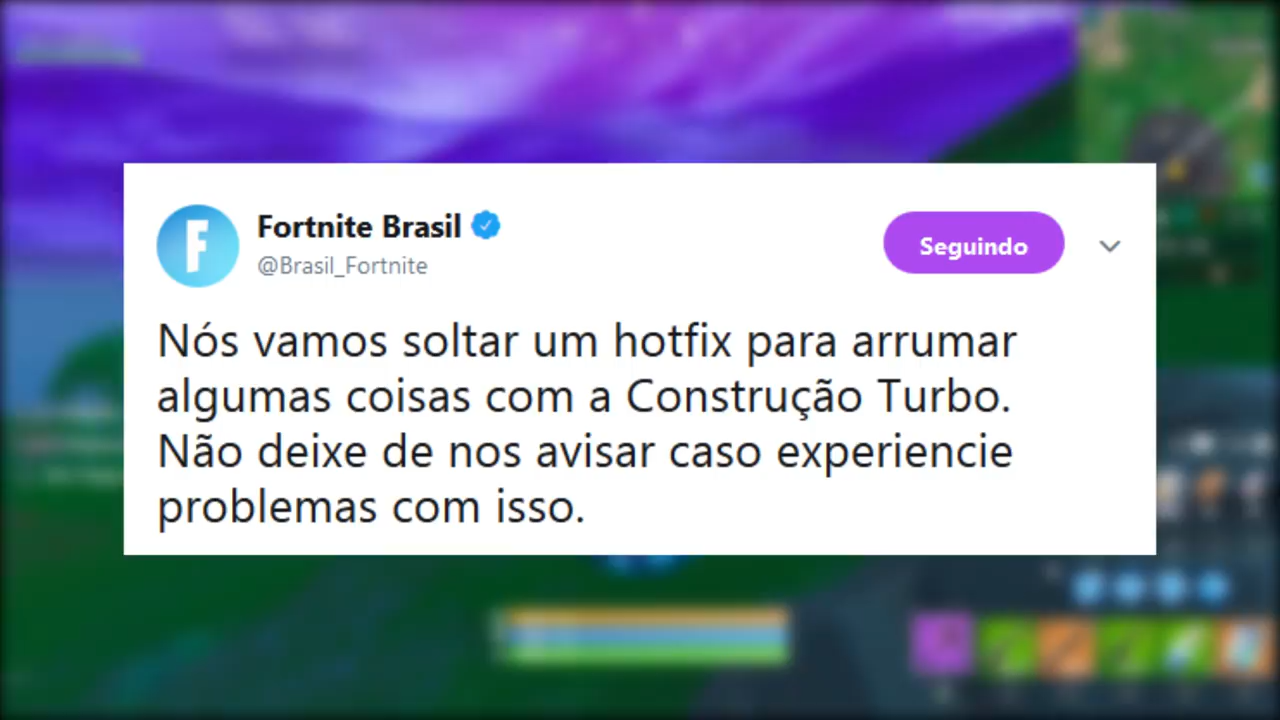 Fortnite Brasil
@Brasil_Fortnite
Seguindo
Nós vamos soltar um hotfix para arrumar
algumas coisas com a Construção Turbo.
Não deixe de nos avisar caso experiencie
problemas com isso.